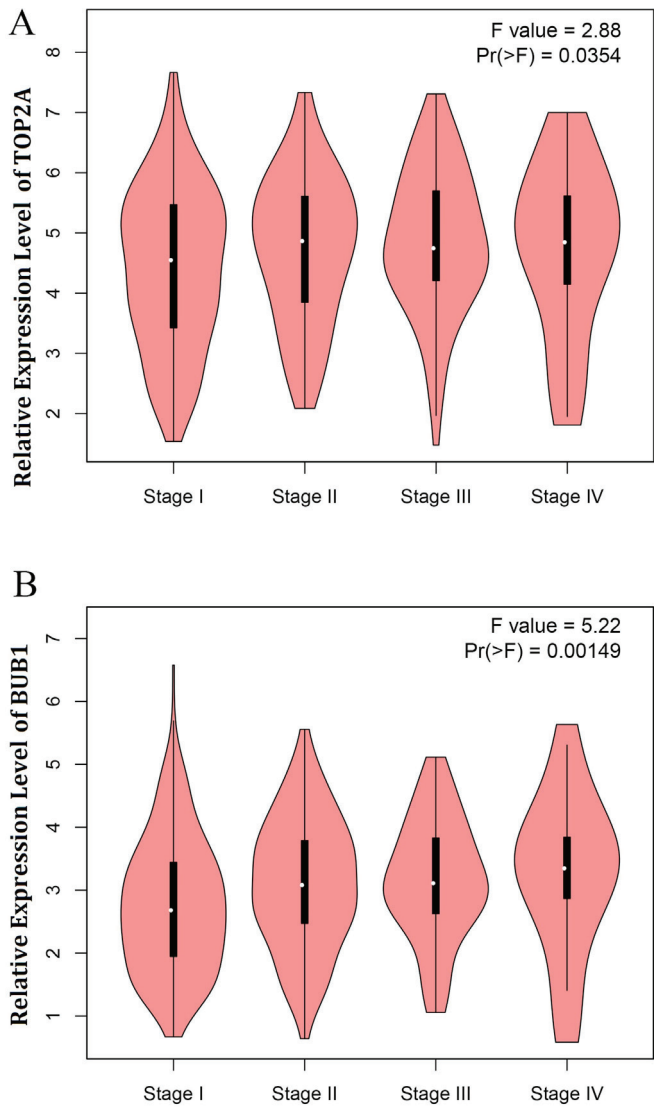 A
F value = 2.88
Pr(>F) = 0.0354
Relative Expression Level of TOP2A
8
7
6
5
4
3
2
Stage I Stage II Stage III Stage IV
B
F value = 5.22
Pr(>F) = 0.00149
Relative Expression Level of BUB1
7
6
5
4
3
2
1
Stage I Stage II Stage III Stage IV